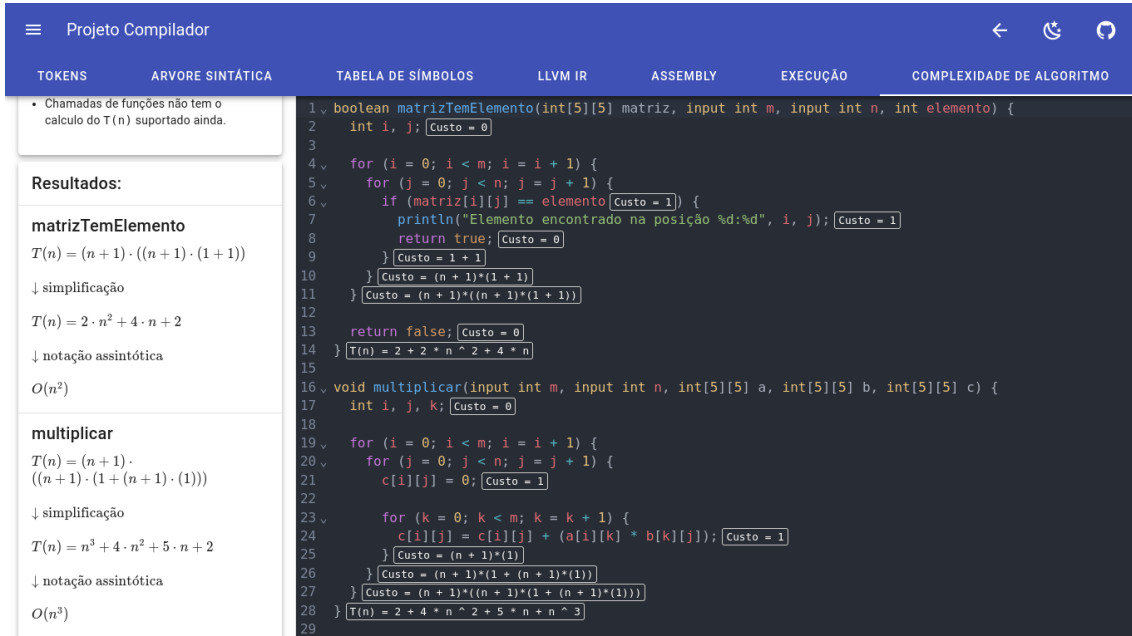 Projeto Compilador
TOKENS ARVORE SINTÁTICA TABELA DE SÍMBOLOS LLVM IR ASSEMBLY EXECUÇÃO COMPLEXIDADE DE ALGORITMO
• Chamadas de funções não tem o
calculo do T(n) suportado ainda.
Resultados:
matrizTemElemento
T(n) = (n + 1) · ((n + 1) · (1 + 1))
↓ simplificação
T(n) = 2 · n² + 4 · n + 2
↓ notação assintótica
O(n²)
multiplicar
T(n) = (n + 1) ·
((n + 1) · (1 + (n + 1) · (1)))
↓ simplificação
T(n) = n³ + 4 · n² + 5 · n + 2
↓ notação assintótica
O(n³)
1 boolean matrizTemElemento(int[5][5] matriz, input int m, input int n, int elemento) {
2 int i, j; Custo = 0
3
4 for (i = 0; i < m; i = i + 1) {
5 for (j = 0; j < n; j = j + 1) {
6 if (matriz[i][j] == elemento Custo = 1) {
7 println("Elemento encontrado na posição %d:%d", i, j); Custo = 1
8 return true; Custo = 0
9 } Custo = 1 + 1
10 } Custo = (n + 1)*(1 + 1)
11 } Custo = (n + 1)*((n + 1)*(1 + 1))
12
13 return false; Custo = 0
14 } T(n) = 2 + 2 * n ^ 2 + 4 * n
15
16 void multiplicar(input int m, input int n, int[5][5] a, int[5][5] b, int[5][5] c) {
17 int i, j, k; Custo = 0
18
19 for (i = 0; i < m; i = i + 1) {
20 for (j = 0; j < n; j = j + 1) {
21 c[i][j] = 0; Custo = 1
22
23 for (k = 0; k < m; k = k + 1) {
24 c[i][j] = c[i][j] + (a[i][k] * b[k][j]); Custo = 1
25 } Custo = (n + 1)*(1)
26 } Custo = (n + 1)*(1 + (n + 1)*(1))
27 } Custo = (n + 1)*((n + 1)*(1 + (n + 1)*(1)))
28 } T(n) = 2 + 4 * n ^ 2 + 5 * n + n ^ 3
29